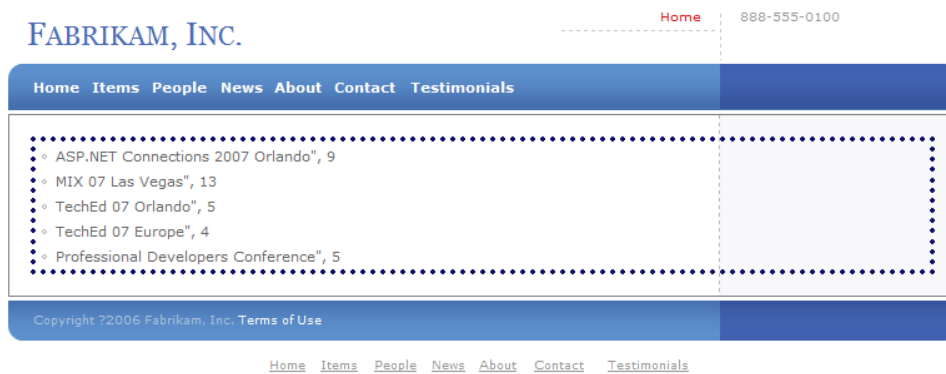 Home 888-555-0100
FABRIKAM, INC.
Home Items People News About Contact Testimonials
ASP.NET Connections 2007 Orlando", 9
MIX 07 Las Vegas", 13
TechEd 07 Orlando", 5
TechEd 07 Europe", 4
Professional Developers Conference", 5
Copyright ?2006 Fabrikam, Inc. Terms of Use
Home Items People News About Contact Testimonials